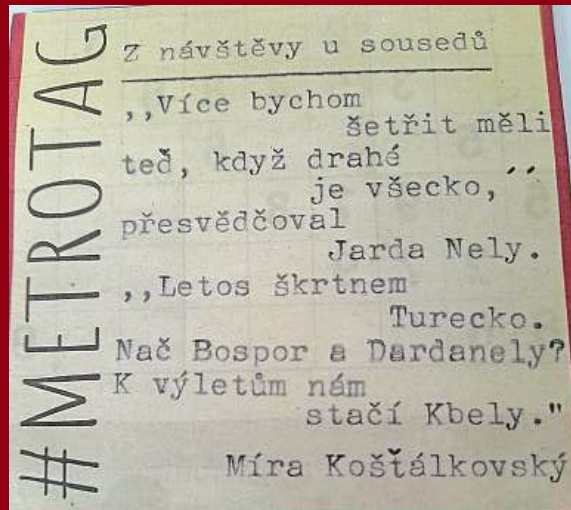 #METROTAG
Z návštěvy u sousedů
,,Více bychom
šetřit měli
teď, když drahé
je všecko,,,
přesvědčoval
Jarda Nely.
,,Letos škrtnem
Turecko.
Nač Bospor a Dardanely?
K výletům nám
stačí Kbely."
Míra Košťálkovský